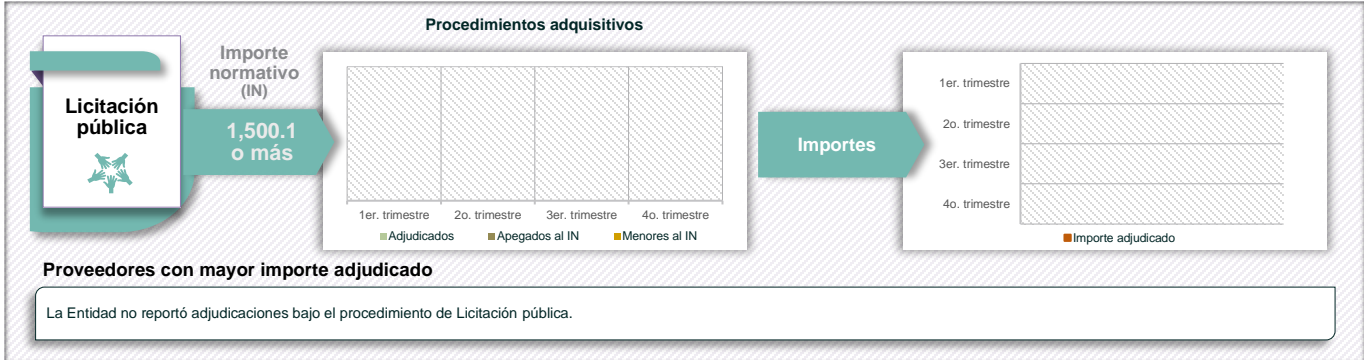 Procedimientos adquisitivos
Licitación
pública
Importe
normativo
(IN)
1,500.1
o más
1er. trimestre 2o. trimestre 3er. trimestre 4o. trimestre
Adjudicados Apegados al IN Menores al IN
Importes
1er. trimestre
2o. trimestre
3er. trimestre
4o. trimestre
Importe adjudicado
Proveedores con mayor importe adjudicado
La Entidad no reportó adjudicaciones bajo el procedimiento de Licitación pública.